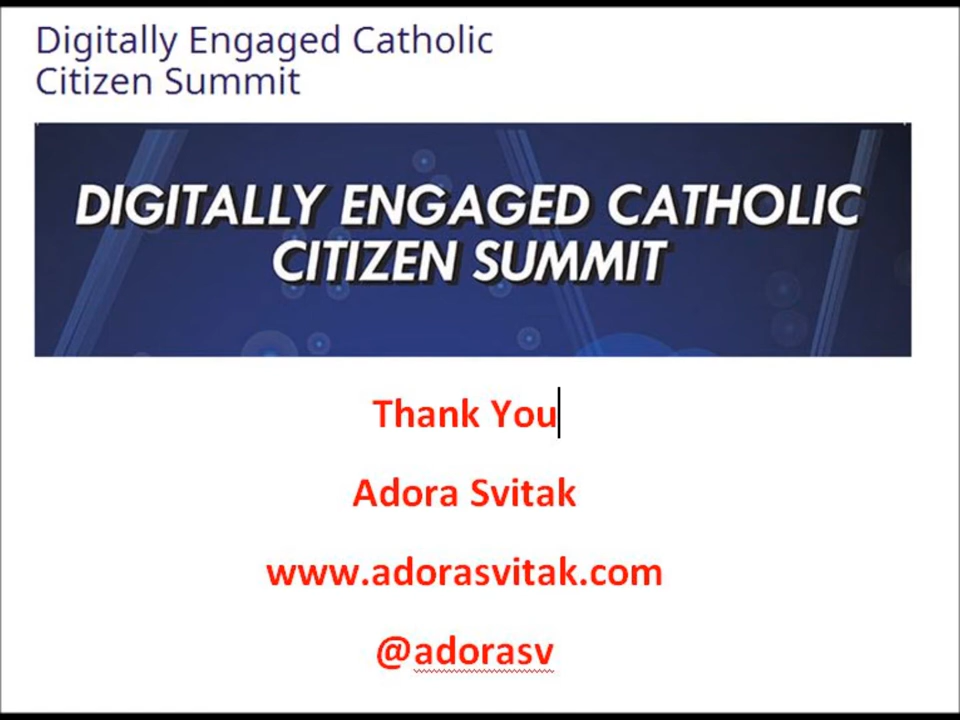 Digitally Engaged Catholic
Citizen Summit
DIGITALLY ENGAGED CATHOLIC
CITIZEN SUMMIT
Thank You
Adora Svitak
www.adorasvitak.com
@adorasv